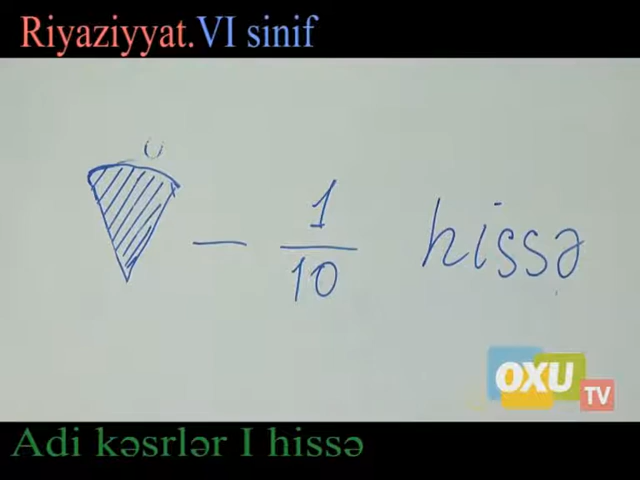 Riyaziyyat.VI sinif
— 1/10 hissə
OXU TV
Adi kəsrlər I hissə